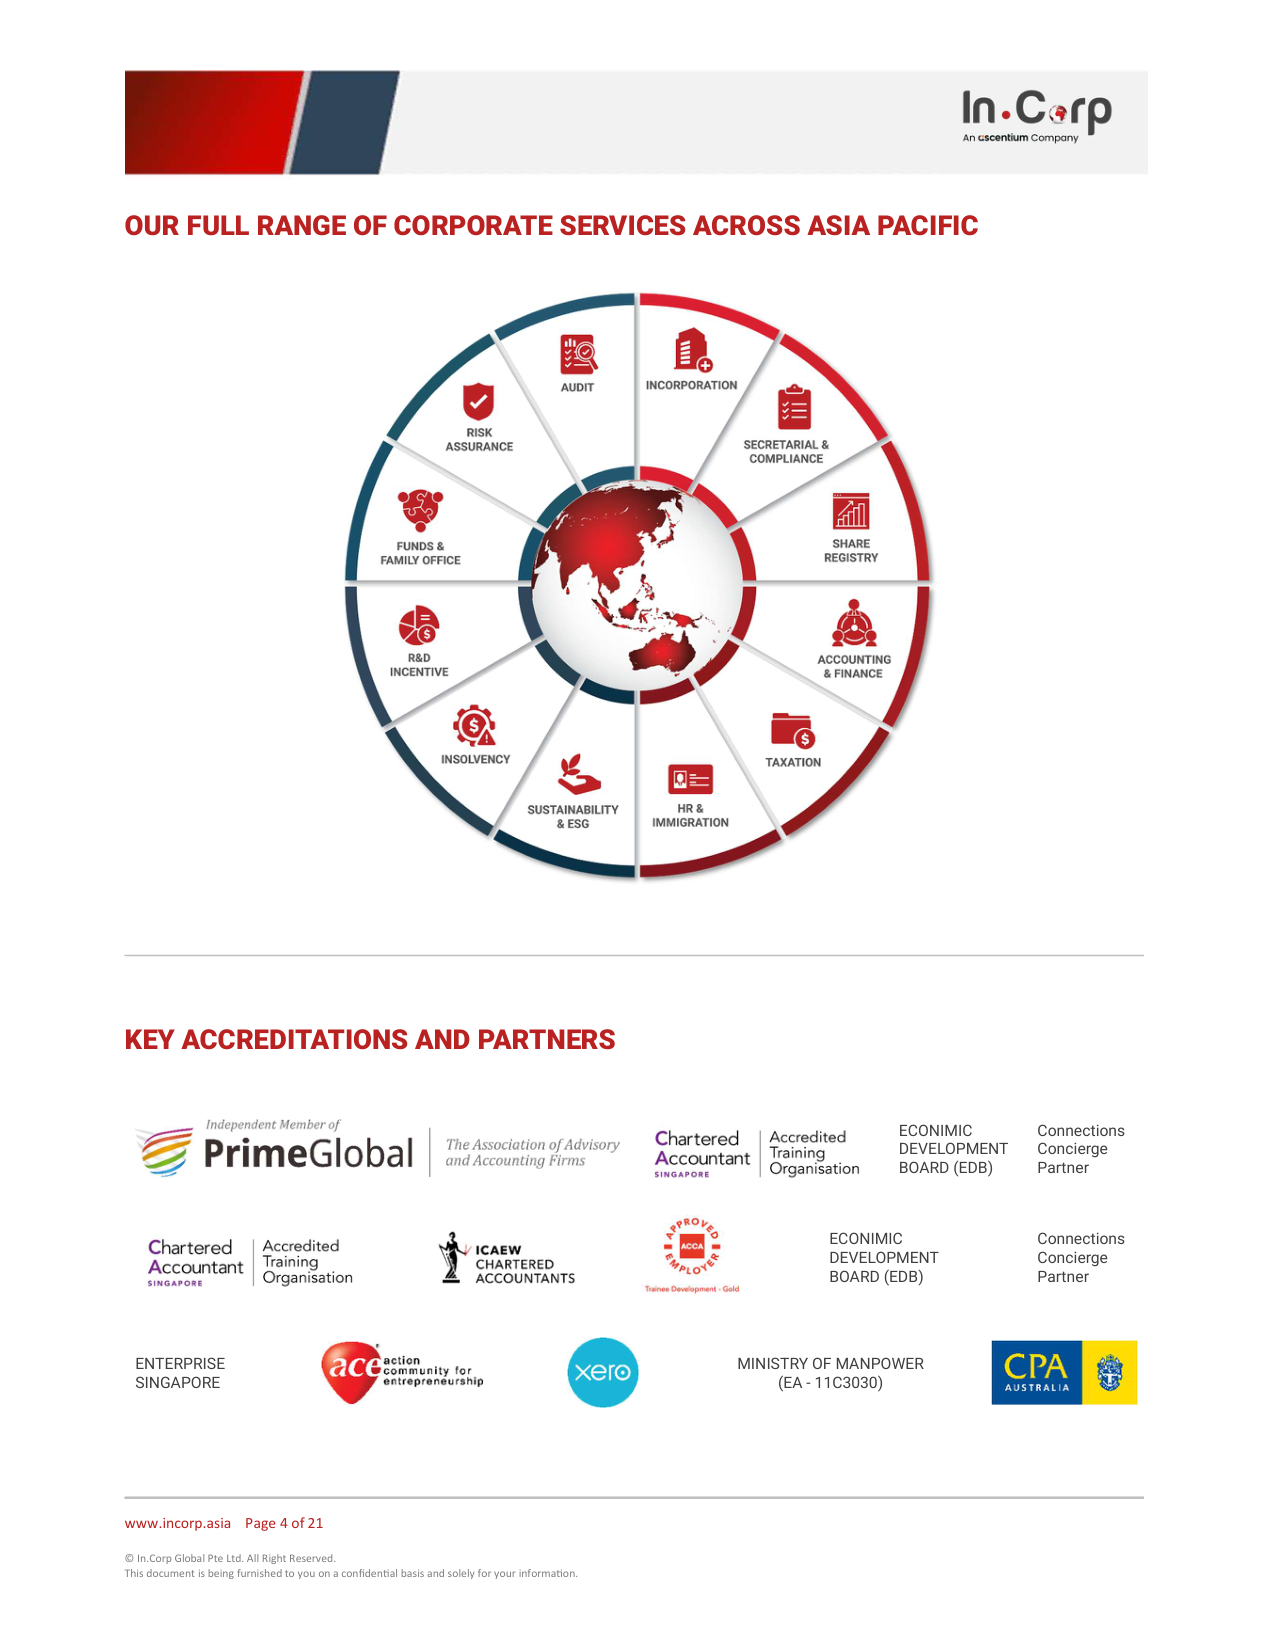 In.Corp
An ascentium Company
OUR FULL RANGE OF CORPORATE SERVICES ACROSS ASIA PACIFIC
AUDIT
INCORPORATION
RISK
ASSURANCE
SECRETARIAL &
COMPLIANCE
FUNDS &
FAMILY OFFICE
SHARE
REGISTRY
R&D
INCENTIVE
ACCOUNTING
& FINANCE
INSOLVENCY
TAXATION
SUSTAINABILITY
& ESG
HR &
IMMIGRATION
KEY ACCREDITATIONS AND PARTNERS
Independent Member of
PrimeGlobal
The Association of Advisory
and Accounting Firms
Chartered
Accountant
SINGAPORE
Accredited
Training
Organisation
ECONIMIC
DEVELOPMENT
BOARD (EDB)
Connections
Concierge
Partner
Chartered
Accountant
SINGAPORE
Accredited
Training
Organisation
ICAEW
CHARTERED
ACCOUNTANTS
APPROVED
ACCA
EMPLOYER
Trainee Development - Gold
ECONIMIC
DEVELOPMENT
BOARD (EDB)
Connections
Concierge
Partner
ENTERPRISE
SINGAPORE
ace
action
community for
entrepreneurship
xero
MINISTRY OF MANPOWER
(EA - 11C3030)
CPA
AUSTRALIA
www.incorp.asia Page 4 of 21
© In.Corp Global Pte Ltd. All Right Reserved.
This document is being furnished to you on a confidential basis and solely for your information.